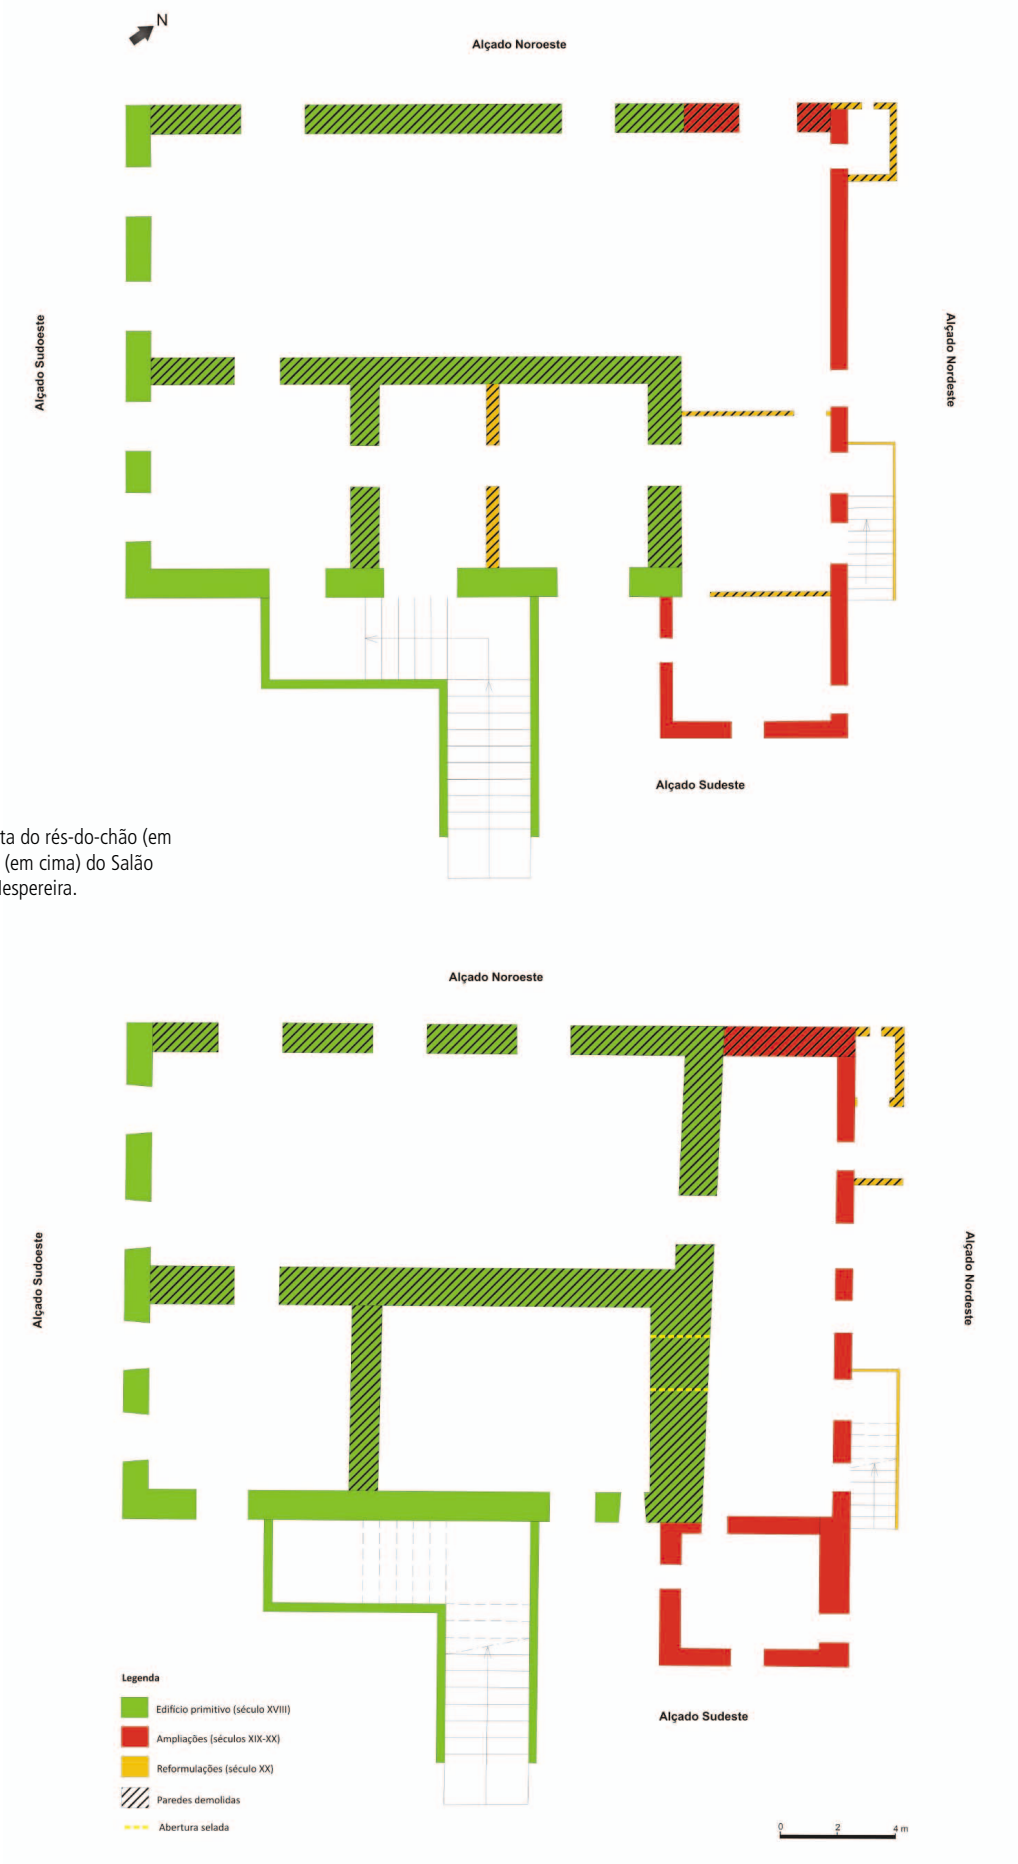 N
Alçado Noroeste
Alçado Sudoeste
Alçado Nordeste
Alçado Sudeste
ta do rés-do-chão (em
(em cima) do Salão
espereira.
Alçado Noroeste
Alçado Sudoeste
Alçado Nordeste
Legenda
Edifício primitivo (século XVIII)
Ampliações (séculos XIX-XX)
Reformulações (século XX)
Paredes demolidas
Abertura selada
Alçado Sudeste
0 2 4 m